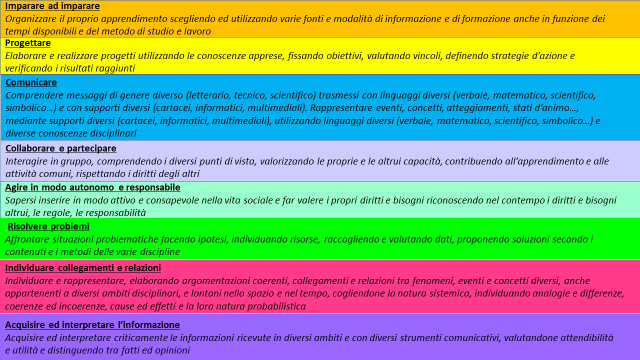 Imparare ad imparare
Organizzare il proprio apprendimento scegliendo ed utilizzando varie fonti e modalità di informazione e di formazione anche in funzione dei
tempi disponibili e del metodo di studio e lavoro
Progettare
Elaborare e realizzare progetti utilizzando le conoscenze apprese, fissando obiettivi, valutando vincoli, definendo strategie d'azione e
verificando i risultati raggiunti
Comunicare
Comprendere messaggi di genere diverso (letterario, tecnico, scientifico) trasmessi con linguaggi diversi (verbale, matematico, scientifico,
simbolico...) e con supporti diversi (cartacei, informatici, multimediali). Rappresentare eventi, concetti, atteggiamenti, stati d'animo...,
mediante supporti diversi (cartacei, informatici, multimediali), utilizzando linguaggi diversi (verbale, matematico, scientifico, simbolico...) e
diverse conoscenze disciplinari
Collaborare e partecipare
Interagire in gruppo, comprendendo i diversi punti di vista, valorizzando le proprie e le altrui capacità, contribuendo all'apprendimento e alle
attività comuni, rispettando i diritti degli altri
Agire in modo autonomo e responsabile
Sapersi inserire in modo attivo e consapevole nella vita sociale e far valere i propri diritti e bisogni riconoscendo nel contempo i diritti e bisogni
altrui, le regole, le responsabilità
Risolvere problemi
Affrontare situazioni problematiche facendo ipotesi, individuando risorse, raccogliendo e valutando dati, proponendo soluzioni secondo i
contenuti e i metodi delle varie discipline
Individuare collegamenti e relazioni
Individuare e rappresentare, elaborando argomentazioni coerenti, collegamenti e relazioni tra fenomeni, eventi e concetti diversi, anche
appartenenti a diversi ambiti disciplinari, e lontani nello spazio e nel tempo, cogliendone la natura sistemica, individuando analogie e differenze,
coerenze ed incoerenze, cause ed effetti e la loro natura probabilistica
Acquisire ed interpretare l'informazione
Acquisire ed interpretare criticamente le informazioni ricevute in diversi ambiti e con diversi strumenti comunicativi, valutandone attendibilità
e utilità e distinguendo tra fatti ed opinioni